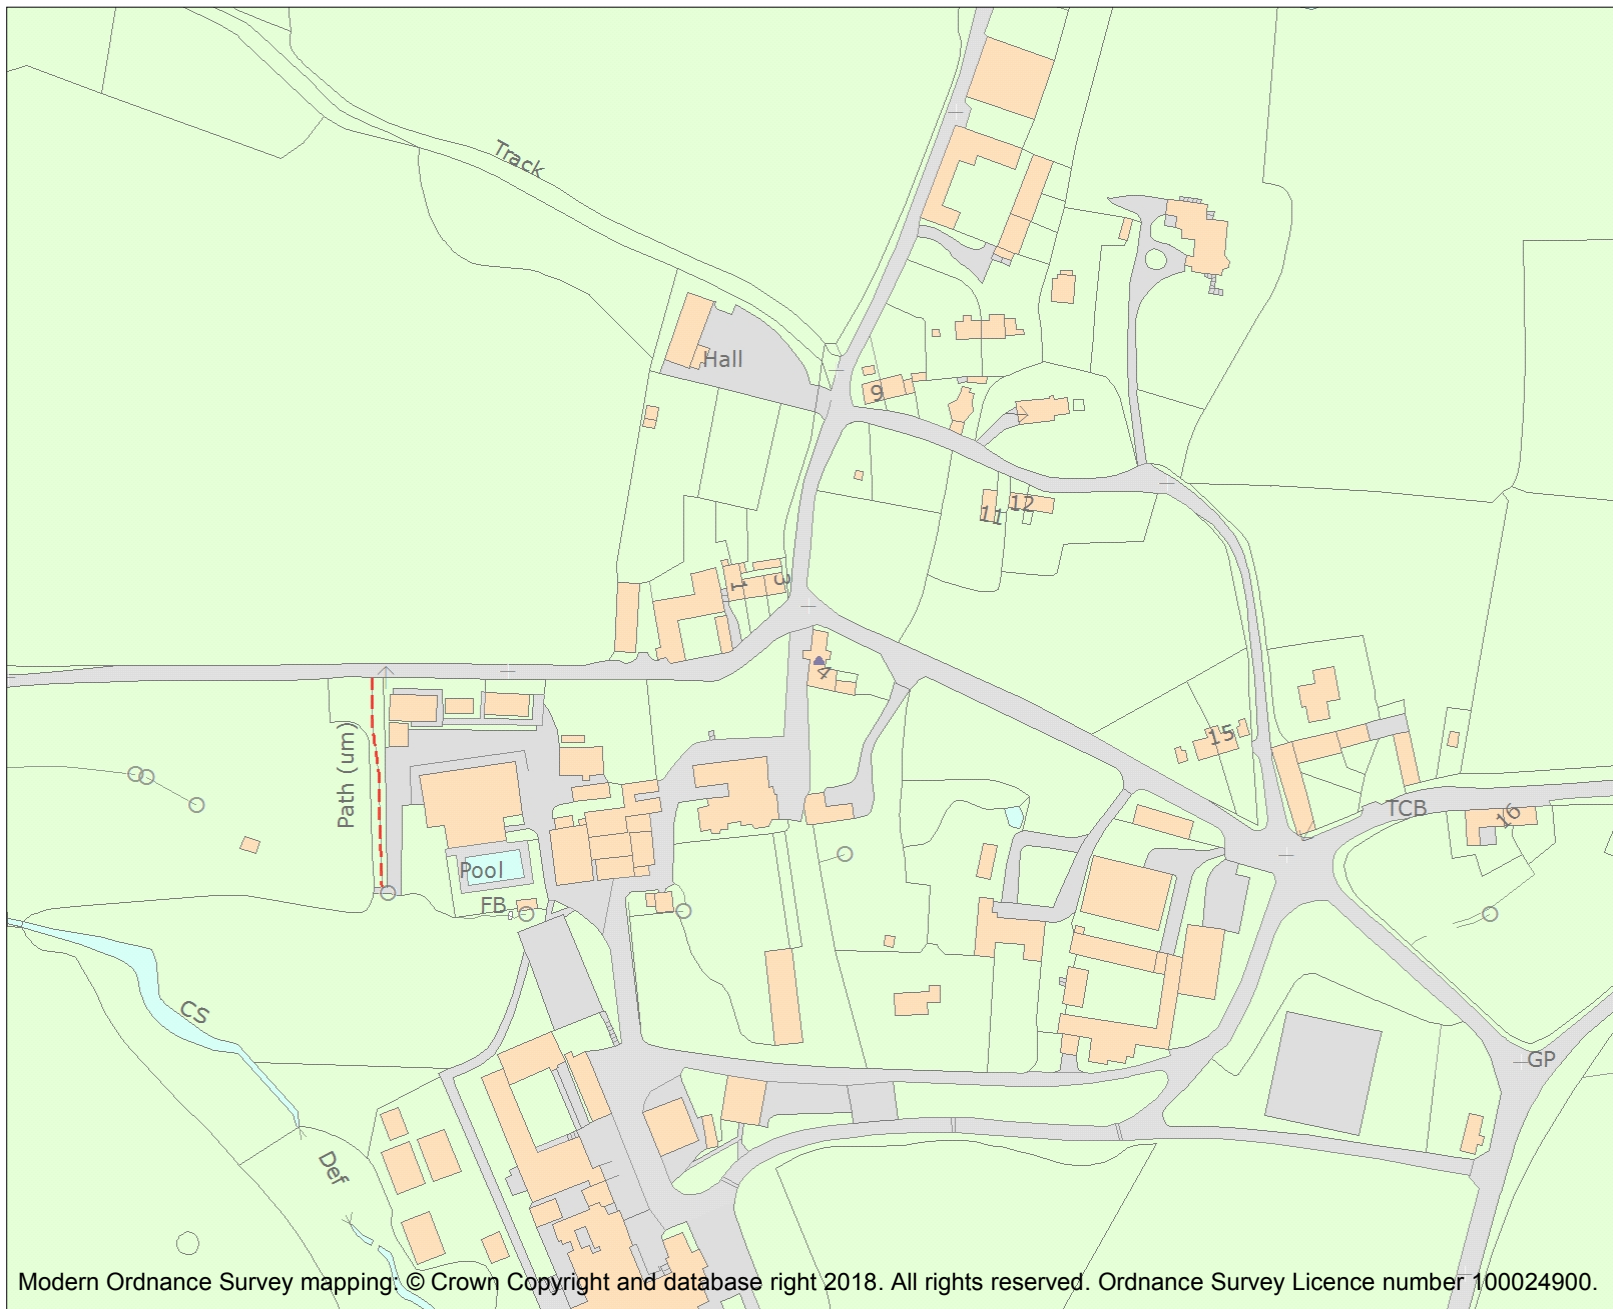 Track
Hall
9
11
12
1
3
4
15
Path (um)
TCB
16
Pool
FB
CS
GP
Def
Modern Ordnance Survey mapping: © Crown Copyright and database right 2018. All rights reserved. Ordnance Survey Licence number 100024900.